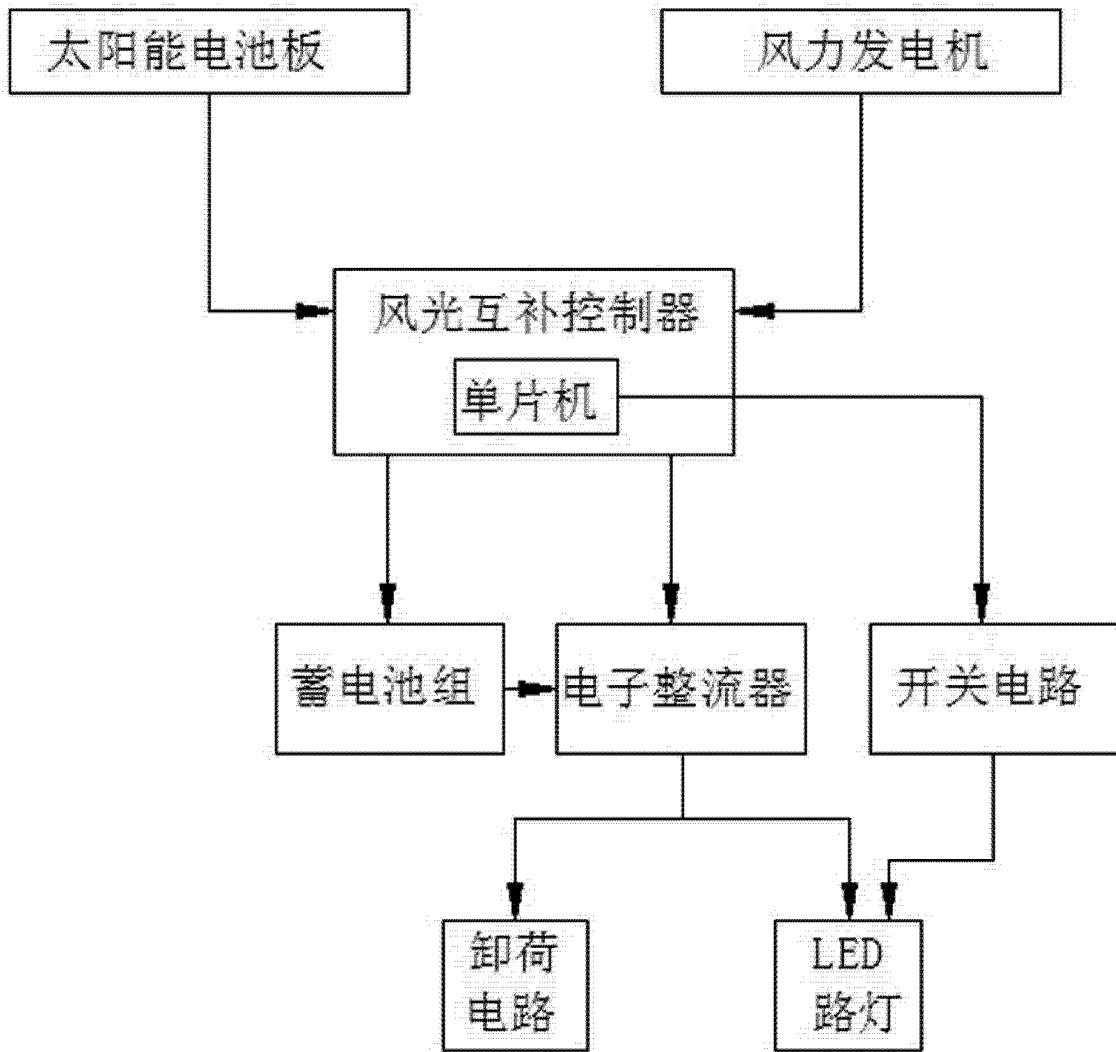 太阳能电池板
风力发电机
风光互补控制器
单片机
蓄电池组
电子整流器
开关电路
卸荷
电路
LED
路灯